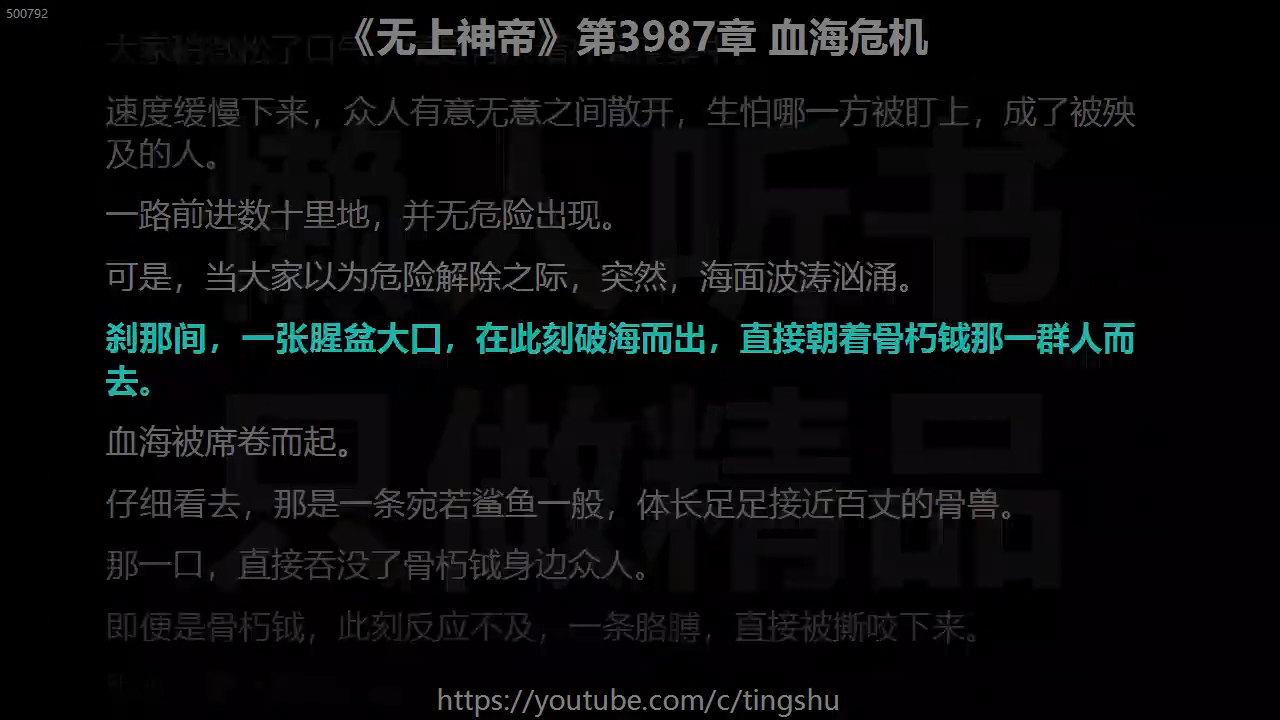 500792
《无上神帝》第3987章 血海危机
速度缓慢下来，众人有意无意之间散开，生怕哪一方被盯上，成了被殃
及的人。
一路前进数十里地，并无危险出现。
可是，当大家以为危险解除之际，突然，海面波涛汹涌。
刹那间，一张腥盆大口，在此刻破海而出，直接朝着骨朽钺那一群人而
去。
血海被席卷而起。
仔细看去，那是一条宛若鲨鱼一般，体长足足接近百丈的骨兽。
那一口，直接吞没了骨朽钺身边众人。
即便是骨朽钺，此刻反应不及，一条胳膊，直接被撕咬下来。
懒人听书
只做精品
https://youtube.com/c/tingshu